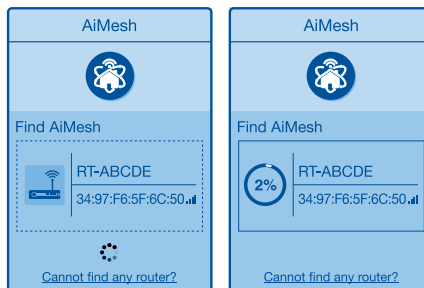 AiMesh
Find AiMesh
RT-ABCDE
34:97:F6:5F:6C:50
Cannot find any router?
AiMesh
Find AiMesh
2%
RT-ABCDE
34:97:F6:5F:6C:50
Cannot find any router?